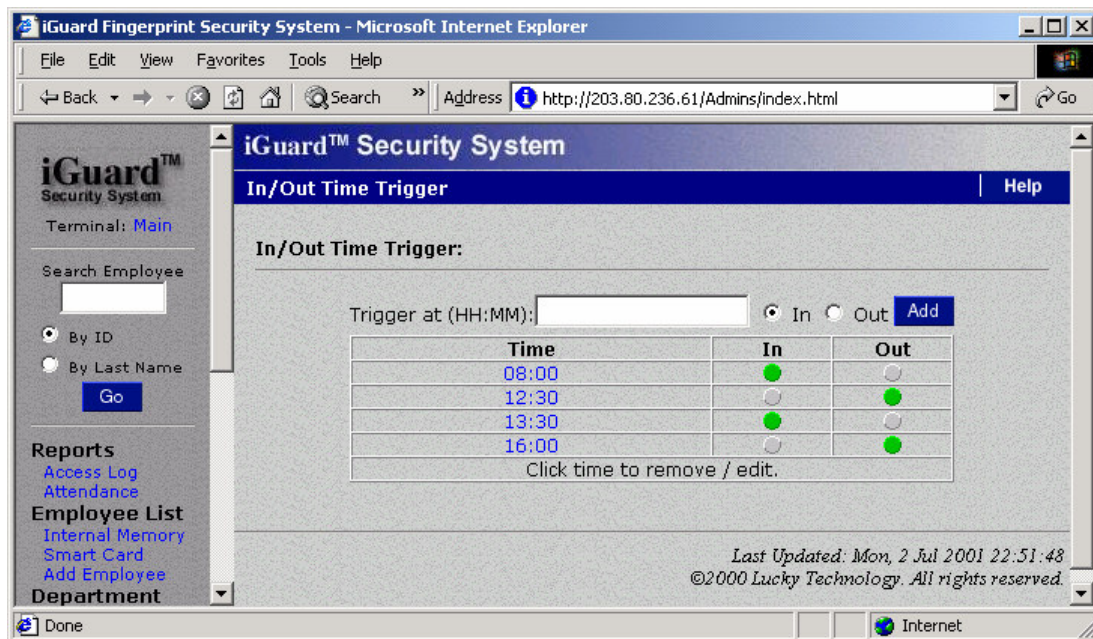 iGuard Fingerprint Security System - Microsoft Internet Explorer
File Edit View Favorites Tools Help
Back Search » Address http://203.80.236.61/Admins/index.html Go
iGuard™
Security System
Terminal: Main
Search Employee
By ID
By Last Name
Go
Reports
Access Log
Attendance
Employee List
Internal Memory
Smart Card
Add Employee
Department
iGuard™ Security System
In/Out Time Trigger Help
In/Out Time Trigger:
Trigger at (HH:MM): In Out Add
Time In Out
08:00
12:30
13:30
16:00
Click time to remove / edit.
Last Updated: Mon, 2 Jul 2001 22:51:48
©2000 Lucky Technology. All rights reserved.
Done Internet